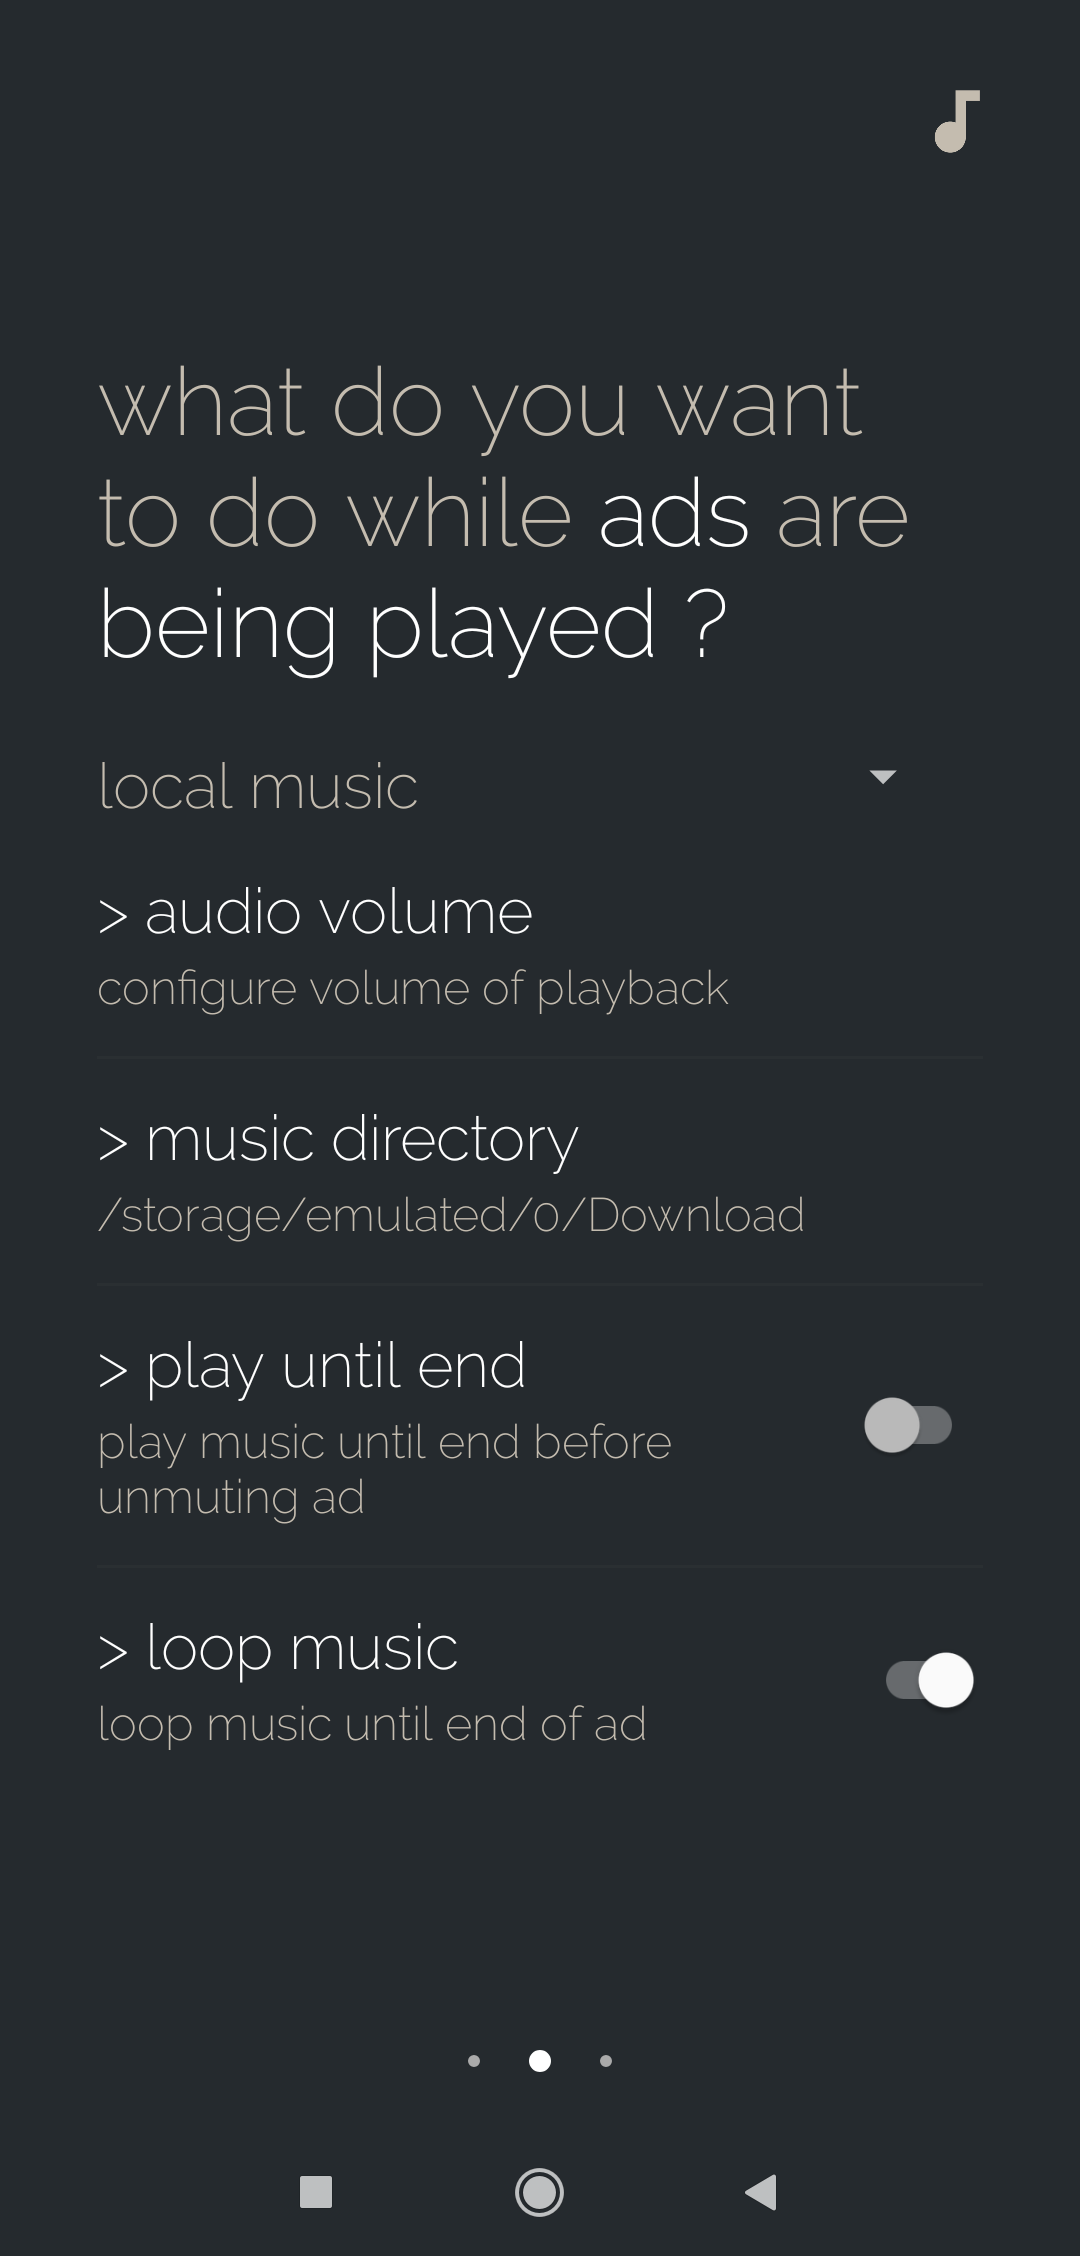 what do you want
to do while ads are
being played ?
local music
> audio volume
configure volume of playback
> music directory
/storage/emulated/0/Download
> play until end
play music until end before
unmuting ad
> loop music
loop music until end of ad